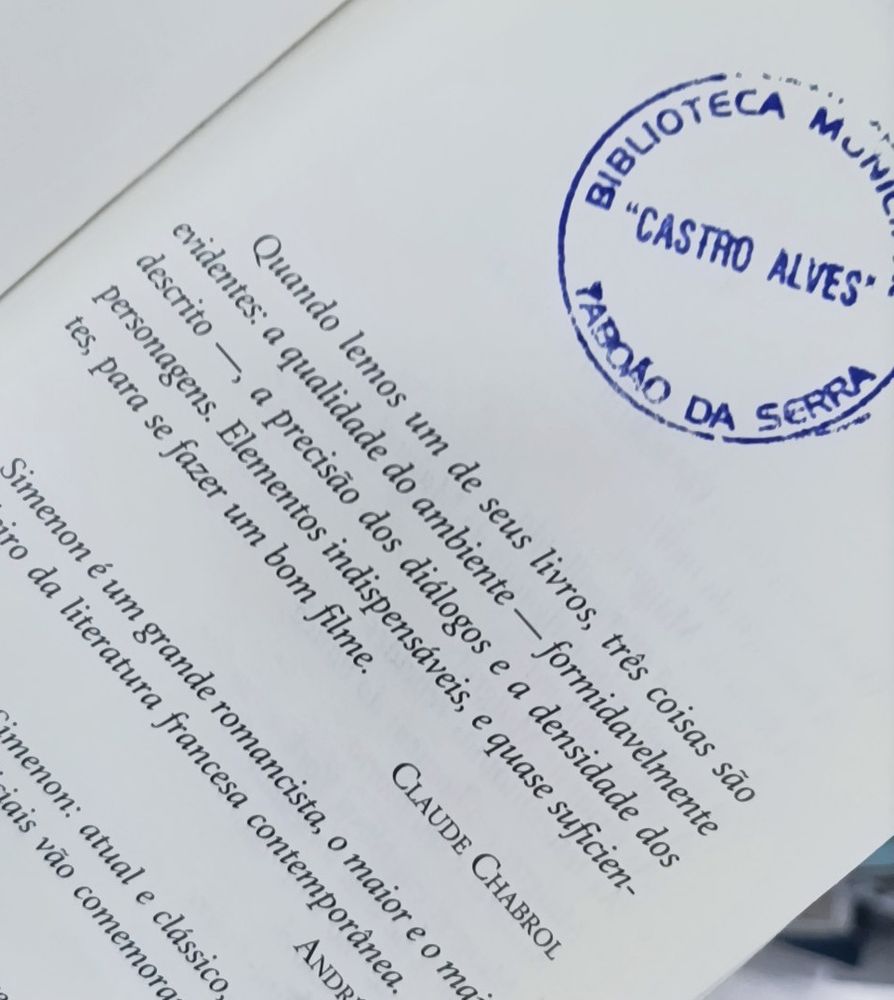 BIBLIOTECA
"CASTRO ALVES"
TABOÃO DA SERRA
Quando lemos um de seus livros, três coisas são
evidentes: a qualidade do ambiente — formidavelmente
descrito —, a precisão dos diálogos e a densidade dos
personagens. Elementos indispensáveis, e quase suficien-
tes, para se fazer um bom filme.
CLAUDE CHABROL
Simenon é um grande romancista, o maior e o
da literatura francesa contemporânea.
Simenon: atual e clássico,
vão